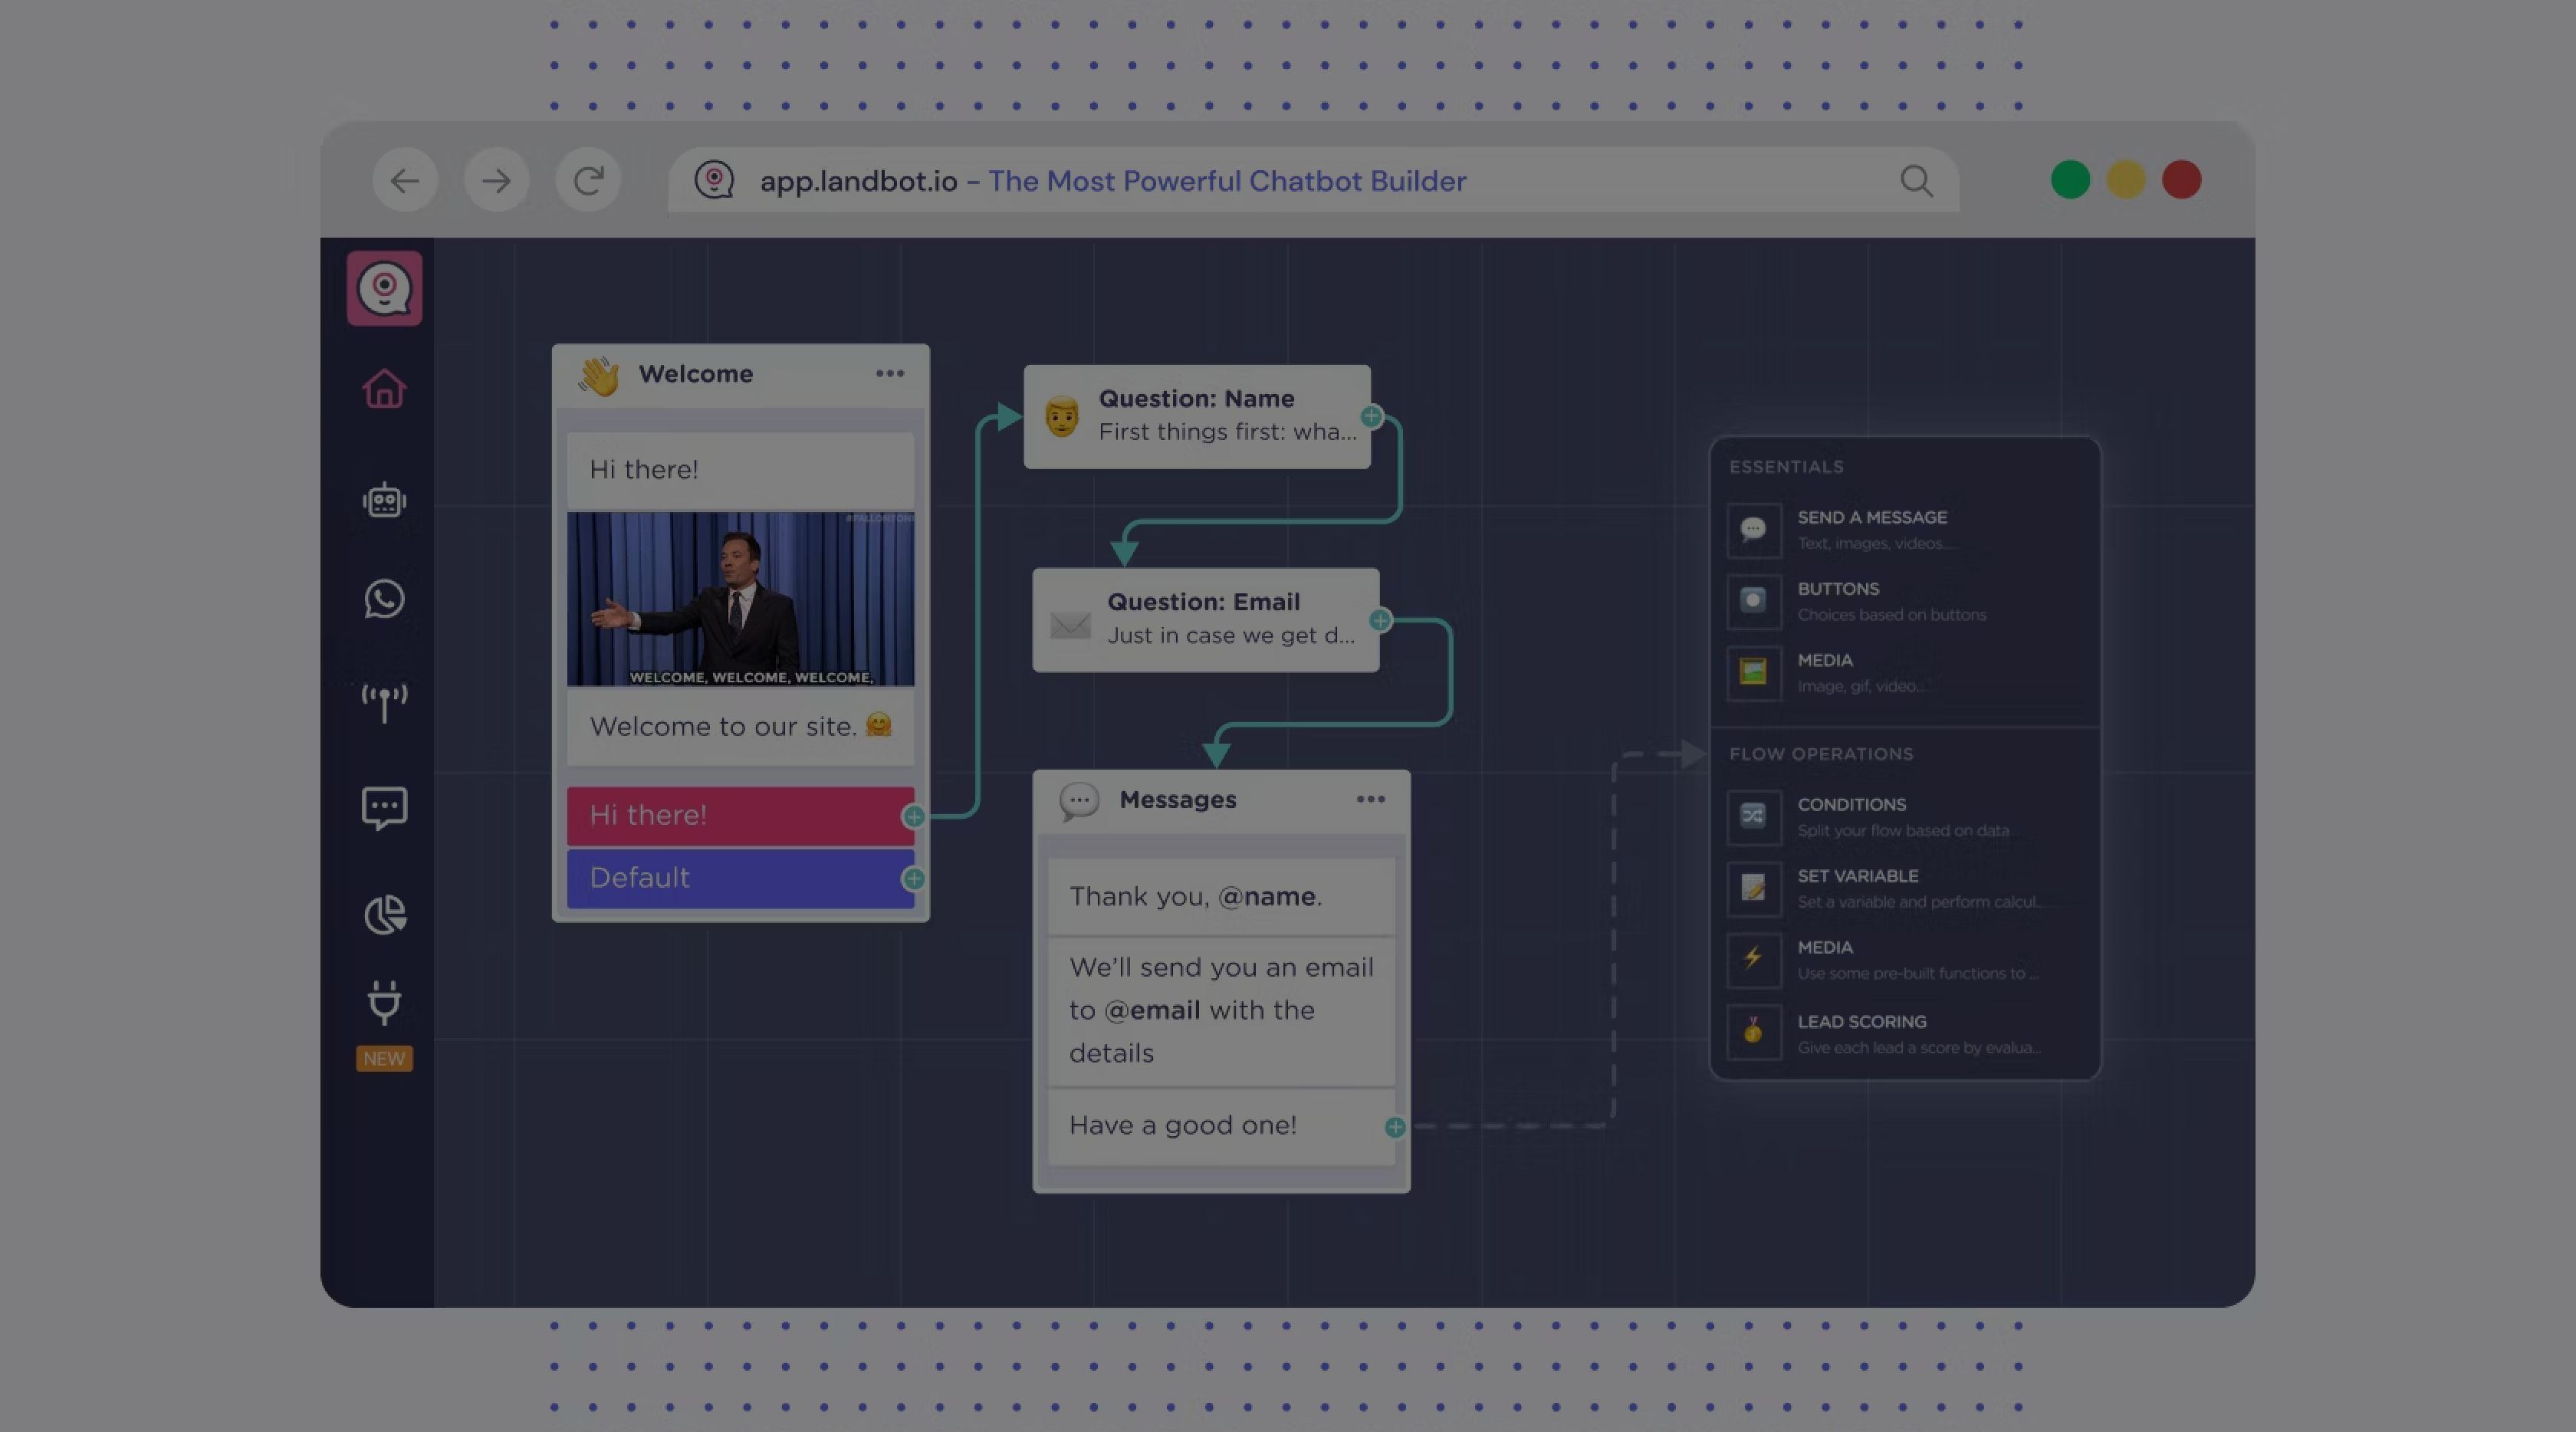 app.landbot.io – The Most Powerful Chatbot Builder
NEW
Welcome
Hi there!
#FALLONTONIGHT
WELCOME, WELCOME, WELCOME,
Welcome to our site.
Hi there!
Default
Question: Name
First things first: wha...
Question: Email
Just in case we get d...
Messages
Thank you, @name.
We'll send you an email
to @email with the
details
Have a good one!
ESSENTIALS
SEND A MESSAGE
Text, images, videos....
BUTTONS
Choices based on buttons
MEDIA
Image, gif, video...
FLOW OPERATIONS
CONDITIONS
Split your flow based on data
SET VARIABLE
Set a variable and perform calcul...
MEDIA
Use some pre-built functions to ...
LEAD SCORING
Give each lead a score by evalua...